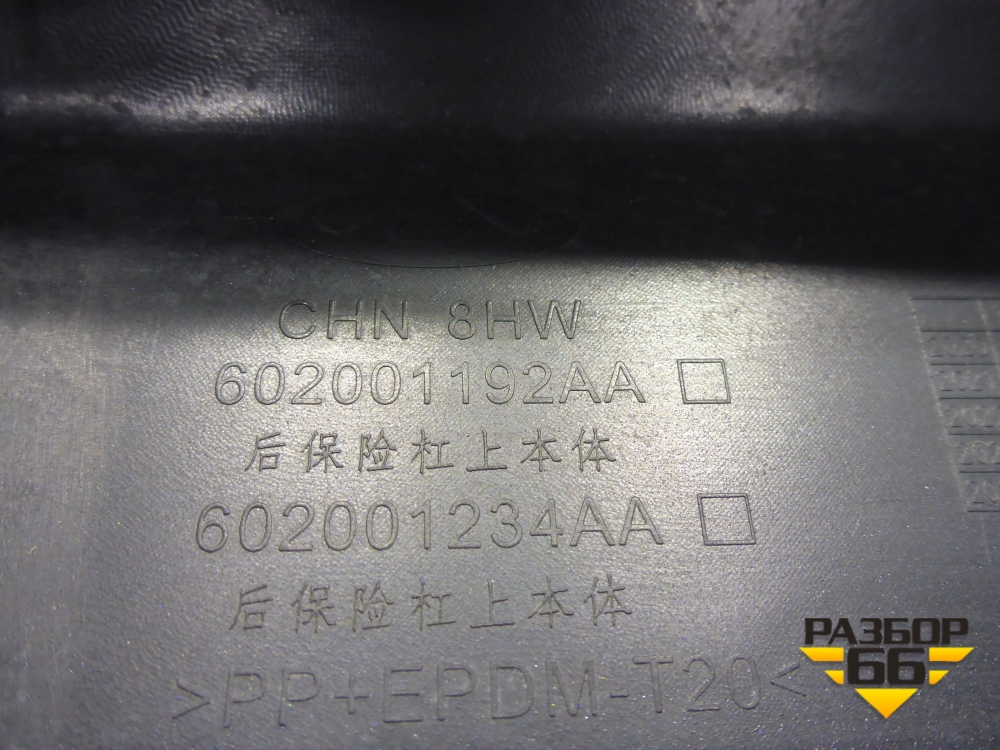 CHN 8HW
602001192AA
后保险杠上本体
602001234AA
后保险杠上本体
>PP+EPDM-T20<
РАЗБОР
66